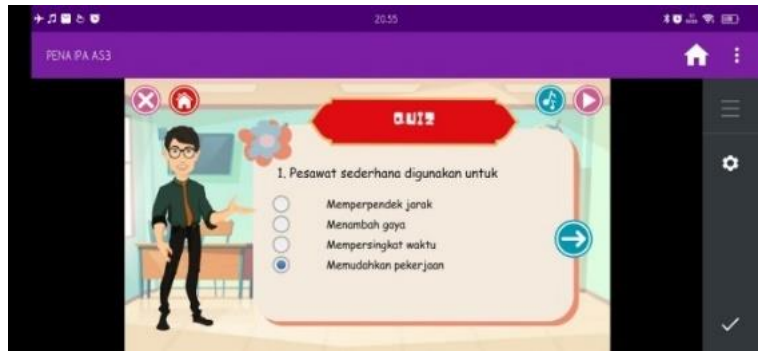 20.55
PENA IPA AS3
QUIZ
1. Pesawat sederhana digunakan untuk
Memperpendek jarak
Menambah gaya
Mempersingkat waktu
Memudahkan pekerjaan